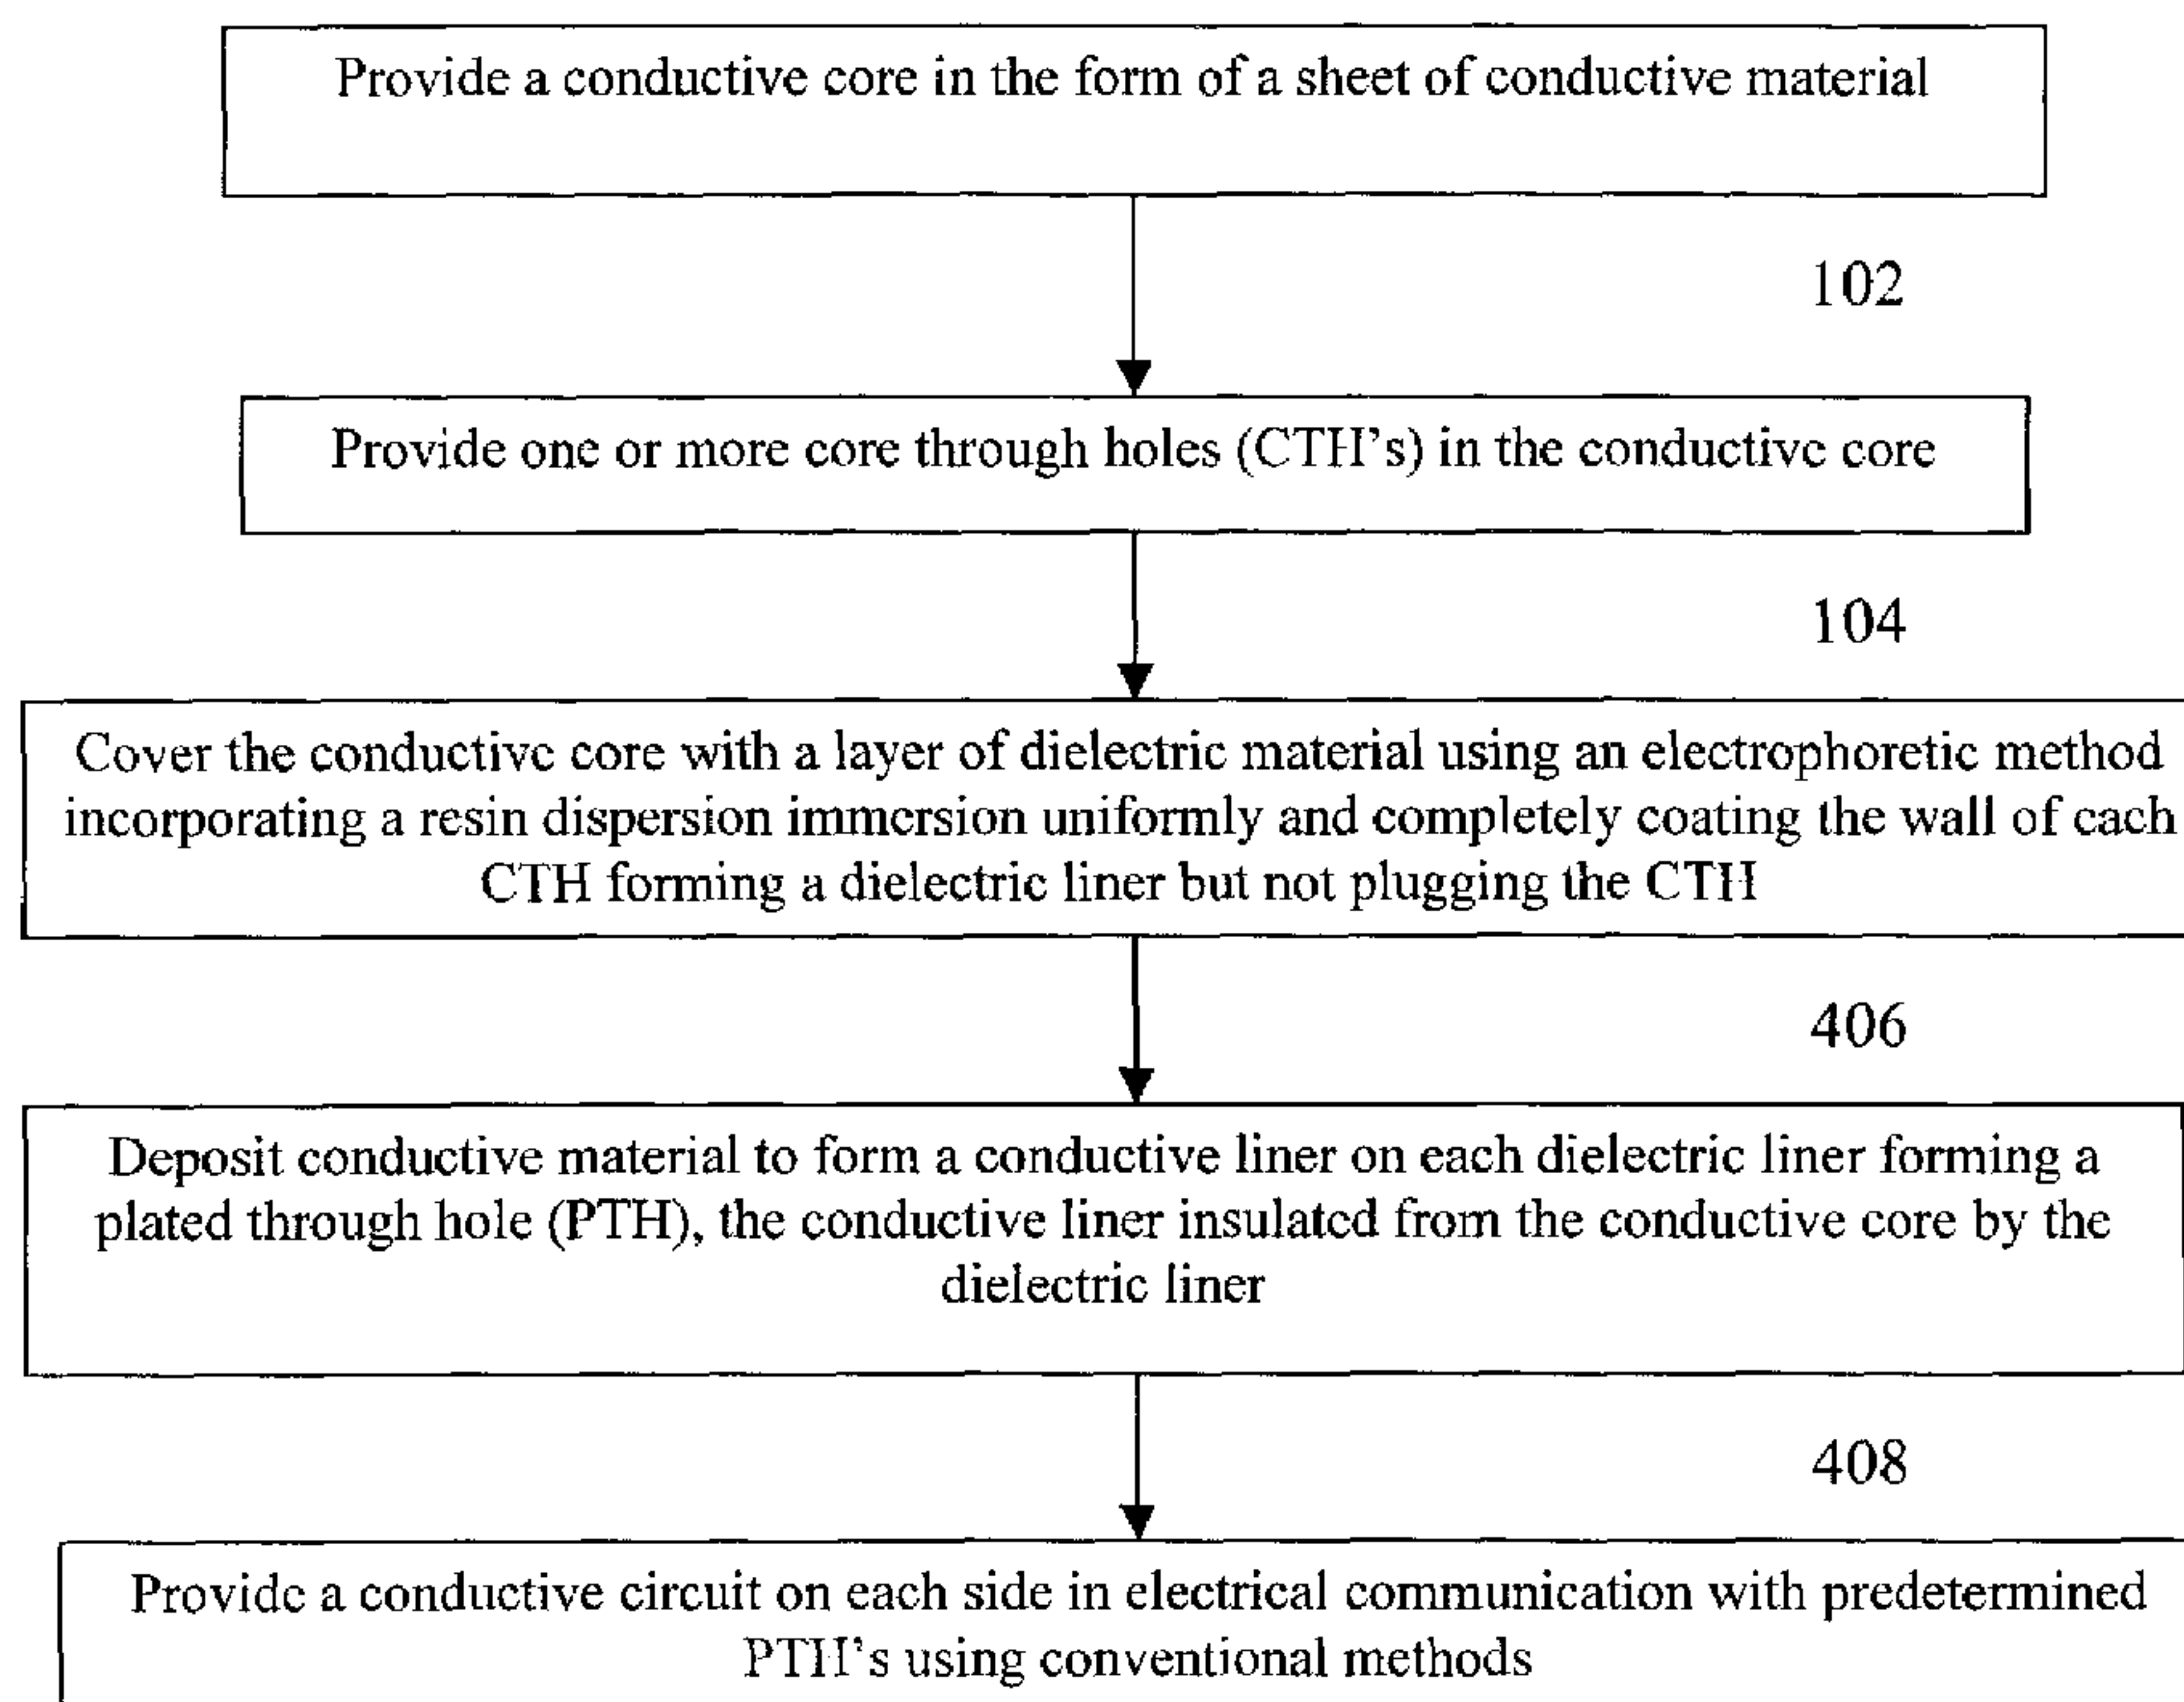 Provide a conductive core in the form of a sheet of conductive material
102
Provide one or more core through holes (CTH's) in the conductive core
104
Cover the conductive core with a layer of dielectric material using an electrophoretic method
incorporating a resin dispersion immersion uniformly and completely coating the wall of each
CTH forming a dielectric liner but not plugging the CTH
406
Deposit conductive material to form a conductive liner on each dielectric liner forming a
plated through hole (PTH), the conductive liner insulated from the conductive core by the
dielectric liner
408
Provide a conductive circuit on each side in electrical communication with predetermined
PTH's using conventional methods